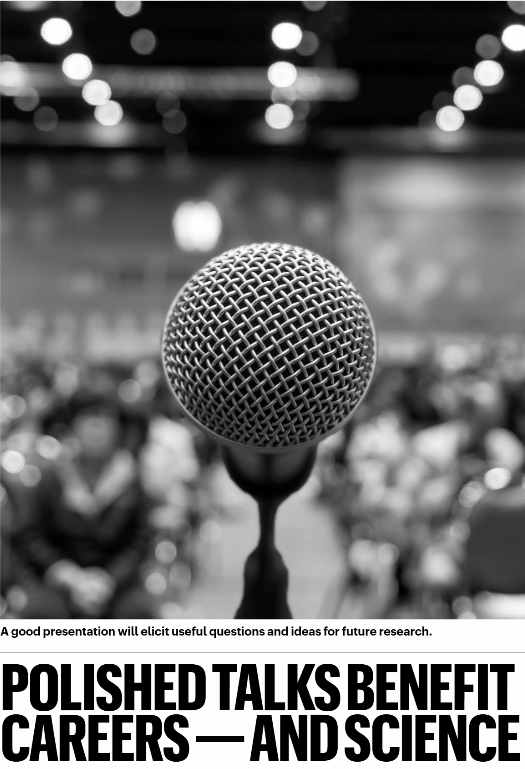 A good presentation will elicit useful questions and ideas for future research.
POLISHED TALKS BENEFIT
CAREERS — AND SCIENCE